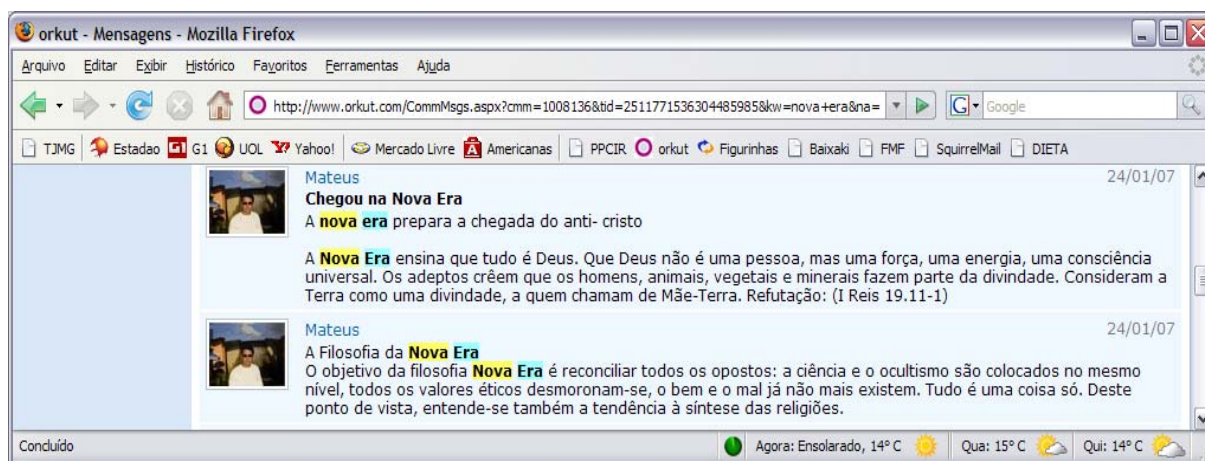 orkut - Mensagens - Mozilla Firefox
Arquivo Editar Exibir Histórico Favoritos Ferramentas Ajuda
http://www.orkut.com/CommMsgs.aspx?cmm=1008136&tid=2511771536304485985&kw=nova+era&na= G Google
TJMG Estadao G1 UOL Yahoo! Mercado Livre Americanas PPCIR orkut Figurinhas Baixaki FMF SquirrelMail DIETA
Mateus 24/01/07
Chegou na Nova Era
A nova era prepara a chegada do anti- cristo
A Nova Era ensina que tudo é Deus. Que Deus não é uma pessoa, mas uma força, uma energia, uma consciência
universal. Os adeptos crêem que os homens, animais, vegetais e minerais fazem parte da divindade. Consideram a
Terra como uma divindade, a quem chamam de Mãe-Terra. Refutação: (I Reis 19.11-1)
Mateus 24/01/07
A Filosofia da Nova Era
O objetivo da filosofia Nova Era é reconciliar todos os opostos: a ciência e o ocultismo são colocados no mesmo
nível, todos os valores éticos desmoronam-se, o bem e o mal já não mais existem. Tudo é uma coisa só. Deste
ponto de vista, entende-se também a tendência à síntese das religiões.
Concluído Agora: Ensolarado, 14° C Qua: 15° C Qui: 14° C